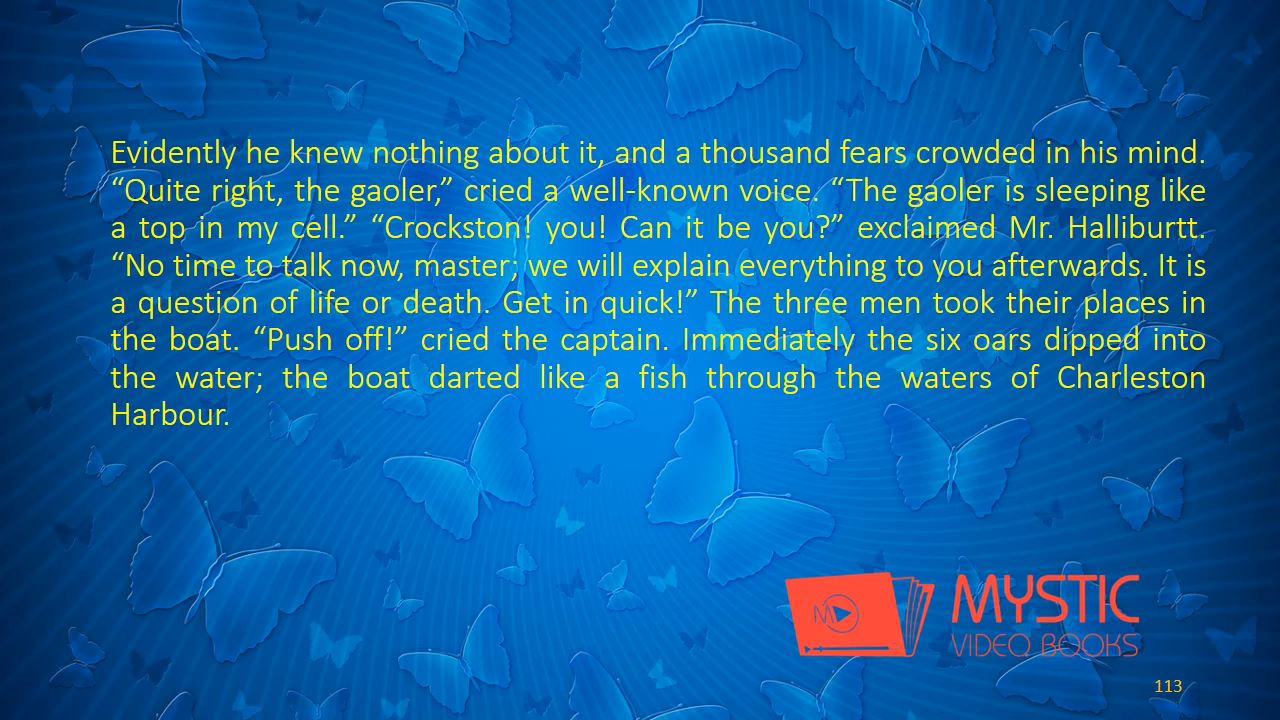 Evidently he knew nothing about it, and a thousand fears crowded in his mind.
“Quite right, the gaoler,” cried a well-known voice. “The gaoler is sleeping like
a top in my cell.” “Crockston! you! Can it be you?” exclaimed Mr. Halliburtt.
“No time to talk now, master; we will explain everything to you afterwards. It is
a question of life or death. Get in quick!” The three men took their places in
the boat. “Push off!” cried the captain. Immediately the six oars dipped into
the water; the boat darted like a fish through the waters of Charleston
Harbour.
MYSTIC
VIDEO BOOKS
113